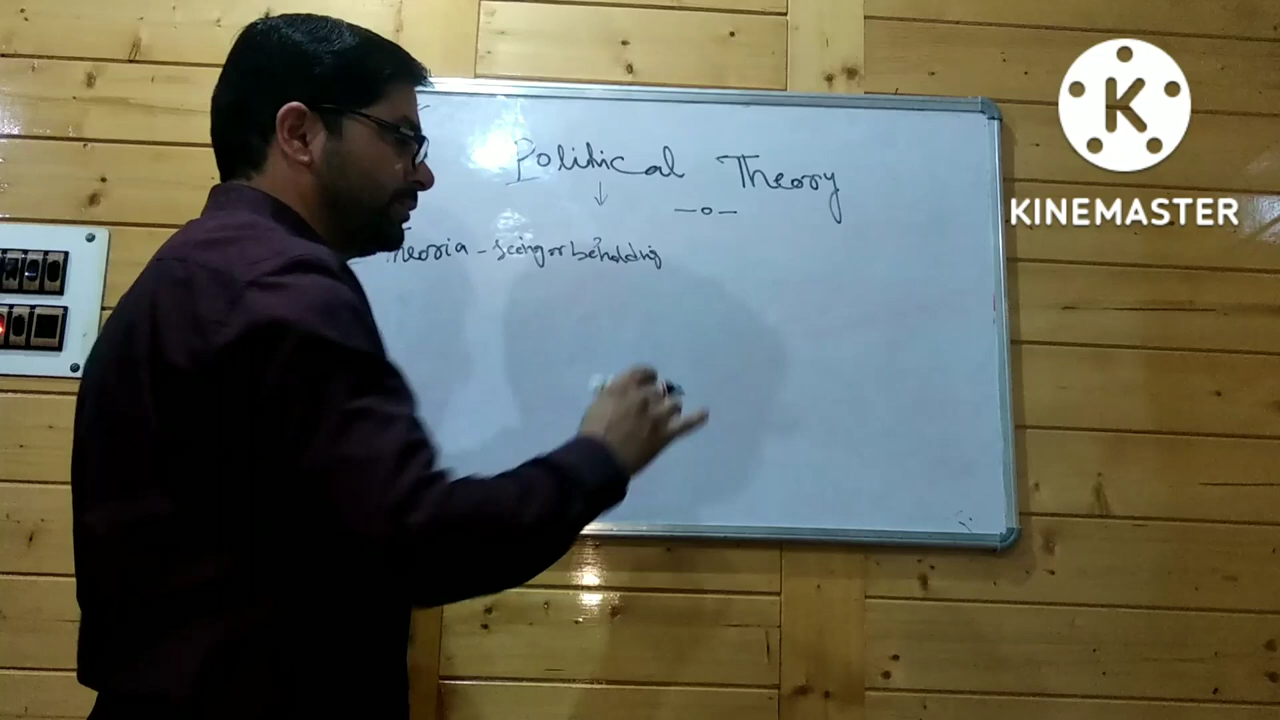 Political Theory
↓
—o—
Theoria - seeing or beholding
K
KINEMASTER